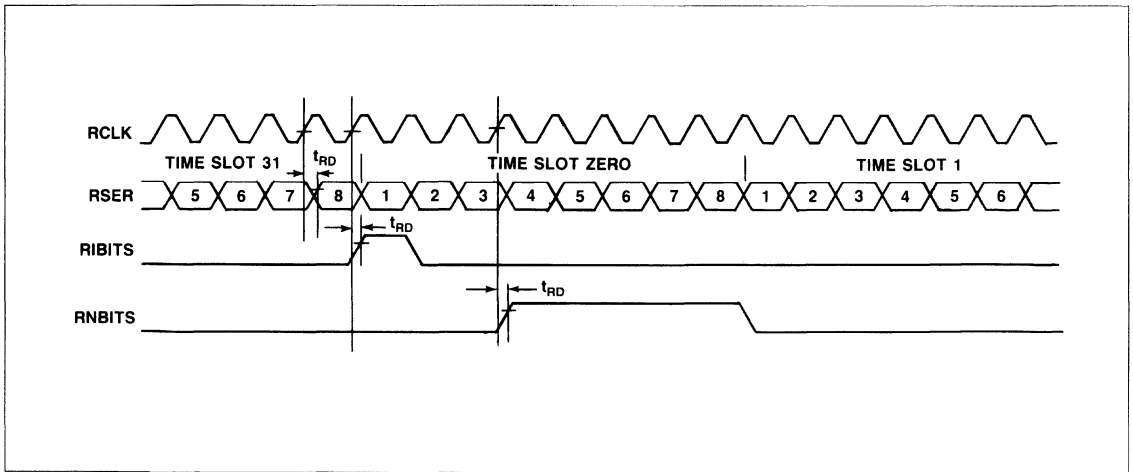 RCLK
TIME SLOT 31 tRD TIME SLOT ZERO TIME SLOT 1
RSER 5 6 7 8 1 2 3 4 5 6 7 8 1 2 3 4 5 6
tRD
RIBITS
tRD
RNBITS